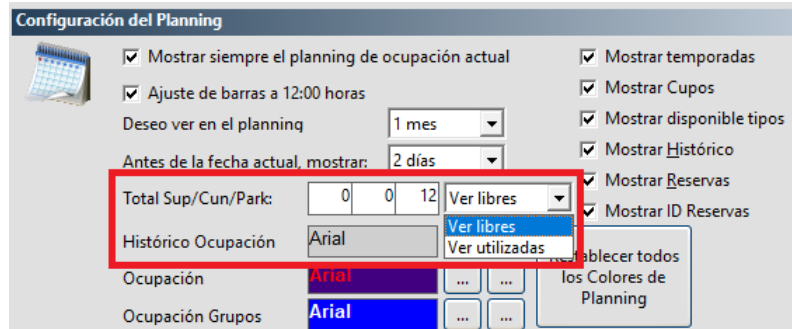 Configuración del Planning
Mostrar siempre el planning de ocupación actual
Mostrar temporadas
Ajuste de barras a 12:00 horas
Mostrar Cupos
Deseo ver en el planning 1 mes
Mostrar disponible tipos
Antes de la fecha actual, mostrar: 2 días
Mostrar Histórico
Mostrar Reservas
Total Sup/Cun/Park: 0 0 12 Ver libres
Mostrar ID Reservas
Ver libres
Ver utilizadas
Histórico Ocupación Arial
Ocupación Arial ... ...
los Colores de
Planning
Ocupación Grupos Arial ... ...